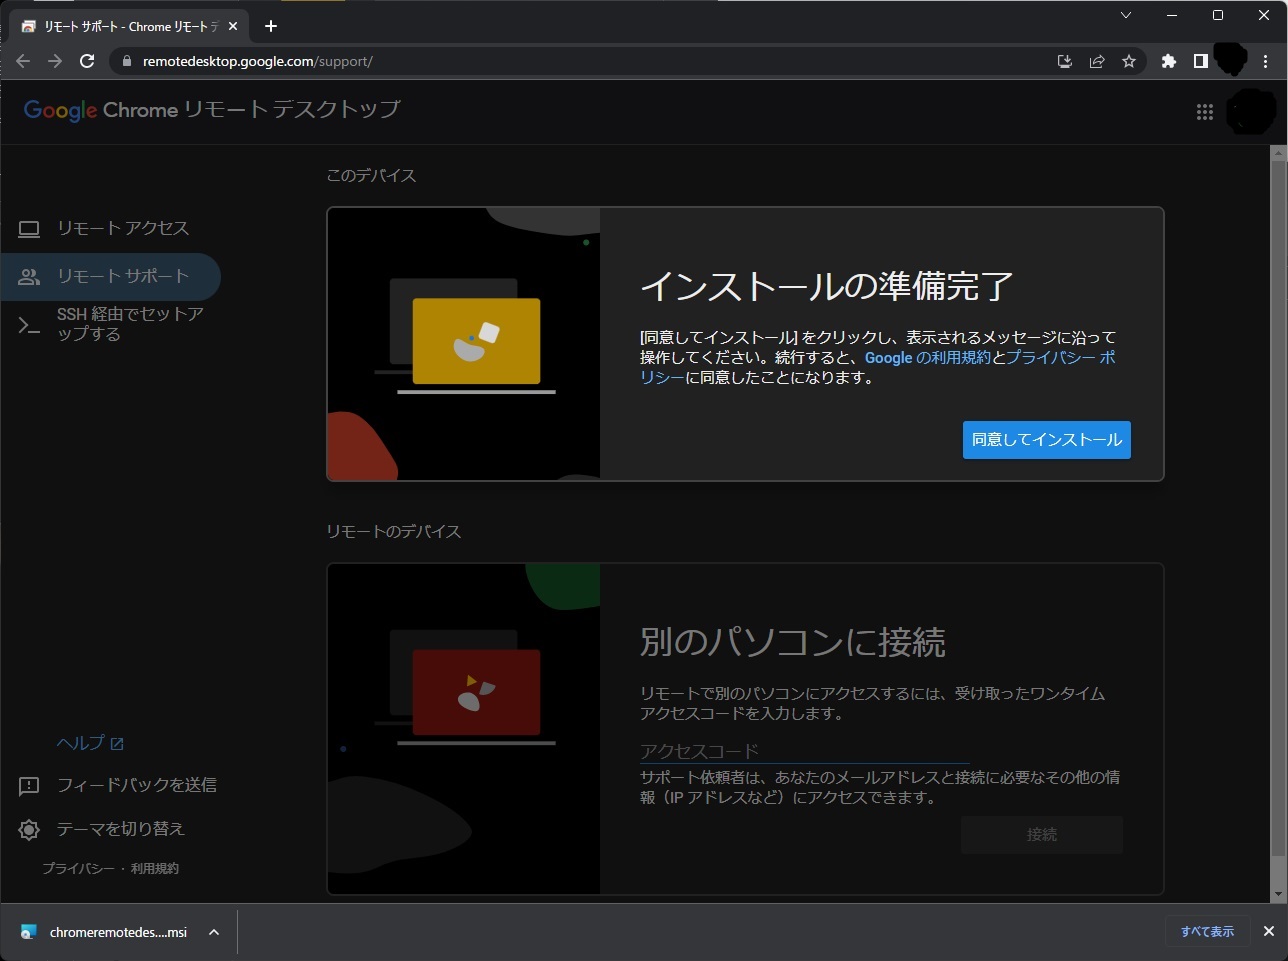 リモート サポート - Chrome リモート デ
remotedesktop.google.com/support/
Google Chrome リモート デスクトップ
このデバイス
リモート アクセス
リモート サポート
SSH 経由でセットア
ップする
インストールの準備完了
[同意してインストール] をクリックし、表示されるメッセージに沿って
操作してください。続行すると、Google の利用規約とプライバシー ポ
リシーに同意したことになります。
同意してインストール
リモートのデバイス
別のパソコンに接続
リモートで別のパソコンにアクセスするには、受け取ったワンタイム
アクセスコードを入力します。
アクセスコード
サポート依頼者は、あなたのメールアドレスと接続に必要なその他の情
報（IP アドレスなど）にアクセスできます。
接続
ヘルプ
フィードバックを送信
テーマを切り替え
プライバシー・利用規約
chromeremotedes....msi
すべて表示